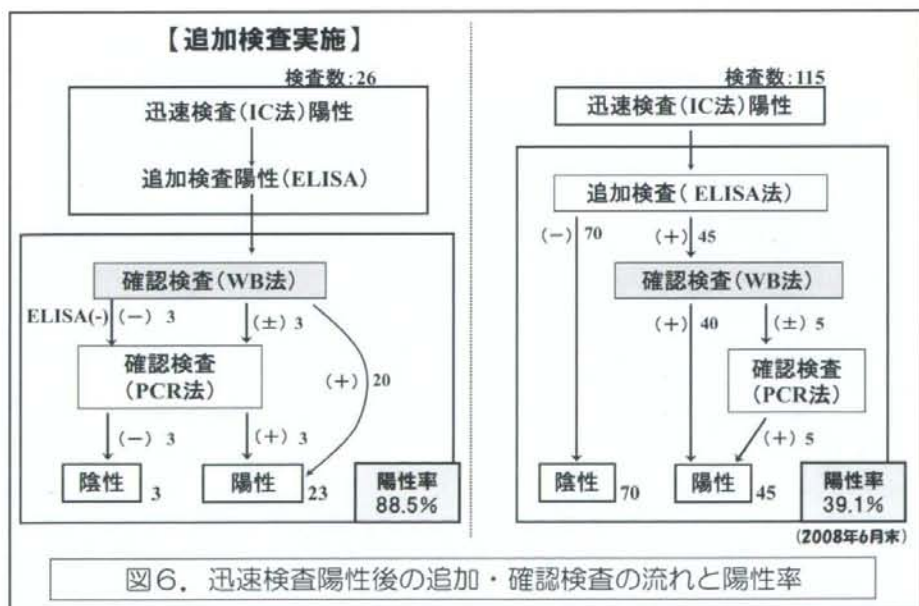 【追加検査実施】
検査数:26
迅速検査(IC法)陽性
追加検査陽性(ELISA)
確認検査(WB法)
ELISA(-)
(－) 3
(±) 3
(＋) 20
確認検査
(PCR法)
(－) 3
(＋) 3
陰性
3
陽性
23
陽性率
88.5%
検査数:115
迅速検査(IC法)陽性
追加検査( ELISA法)
(－) 70
(＋) 45
確認検査(WB法)
(＋) 40
(±) 5
確認検査
(PCR法)
(＋) 5
陰性
70
陽性
45
陽性率
39.1%
(2008年6月末)
図6．迅速検査陽性後の追加・確認検査の流れと陽性率